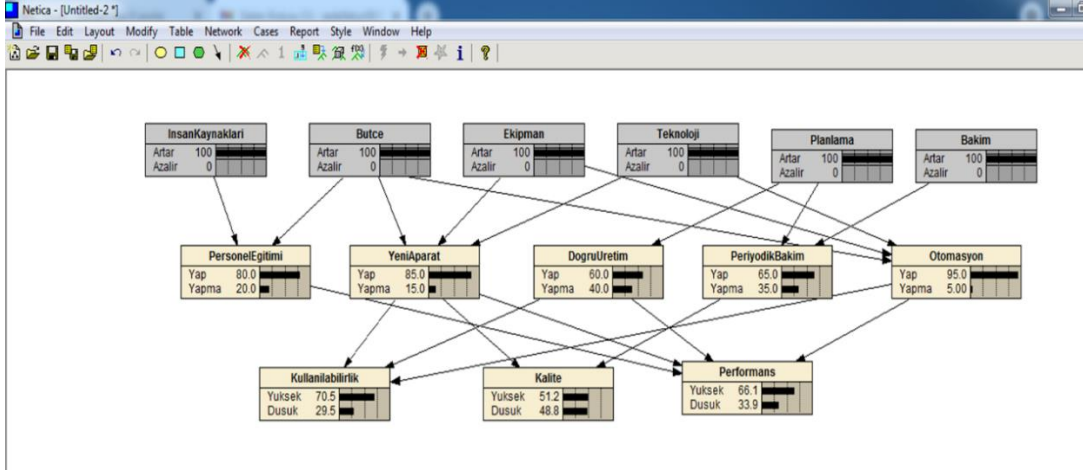 Netica - [Untitled-2 *]
File Edit Layout Modify Table Network Cases Report Style Window Help
InsanKaynaklari
Artar 100
Azalir 0
Butce
Artar 100
Azalir 0
Ekipman
Artar 100
Azalir 0
Teknoloji
Artar 100
Azalir 0
Planlama
Artar 100
Azalir 0
Bakim
Artar 100
Azalir 0
PersonelEgitimi
Yap 80.0
Yapma 20.0
YeniAparat
Yap 85.0
Yapma 15.0
DogruUretim
Yap 60.0
Yapma 40.0
PeriyodikBakim
Yap 65.0
Yapma 35.0
Otomasyon
Yap 95.0
Yapma 5.00
Kullanilabilirlik
Yuksek 70.5
Dusuk 29.5
Kalite
Yuksek 51.2
Dusuk 48.8
Performans
Yuksek 66.1
Dusuk 33.9